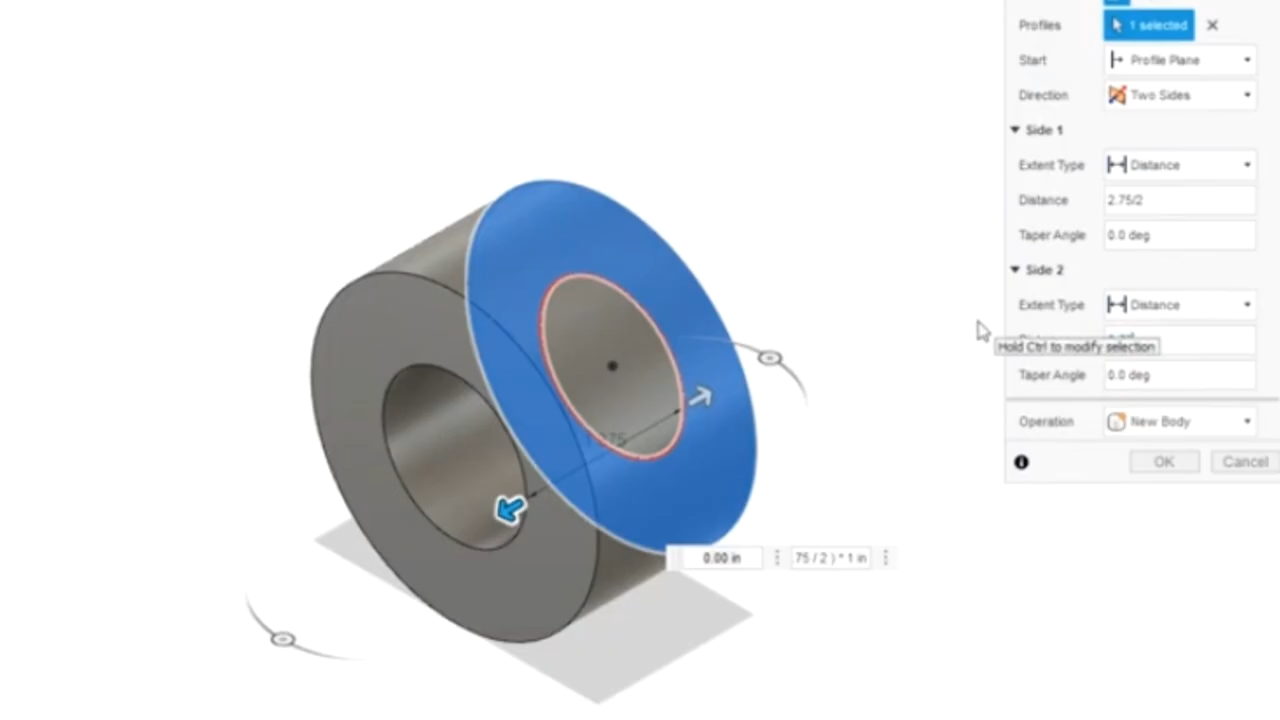 Profiles 1 selected
Start Profile Plane
Direction Two Sides
Side 1
Extent Type Distance
Distance 2.75/2
Taper Angle 0.0 deg
Side 2
Extent Type Distance
Hold Ctrl to modify selection
Taper Angle 0.0 deg
Operation New Body
OK Cancel
0.00 in 75 / 2 ) * 1 in